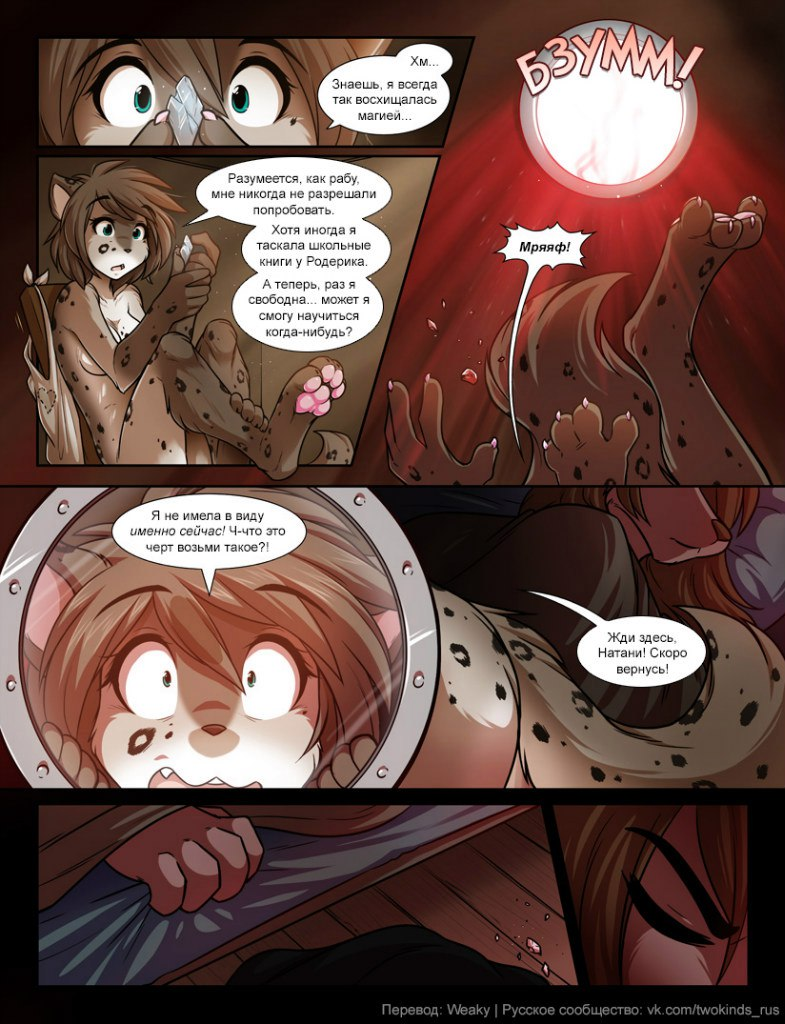 Хм...
Знаешь, я всегда
так восхищалась
магией...
Разумеется, как рабу,
мне никогда не разрешали
попробовать.
Хотя иногда я
таскала школьные
книги у Родерика.
А теперь, раз я
свободна... может я
смогу научиться
когда-нибудь?
БЗУММ!
Мряяф!
Я не имела в виду
именно сейчас! Ч-что это
черт возьми такое?!
Жди здесь,
Натани! Скоро
вернусь!
Перевод: Weaky | Русское сообщество: vk.com/twokinds_rus